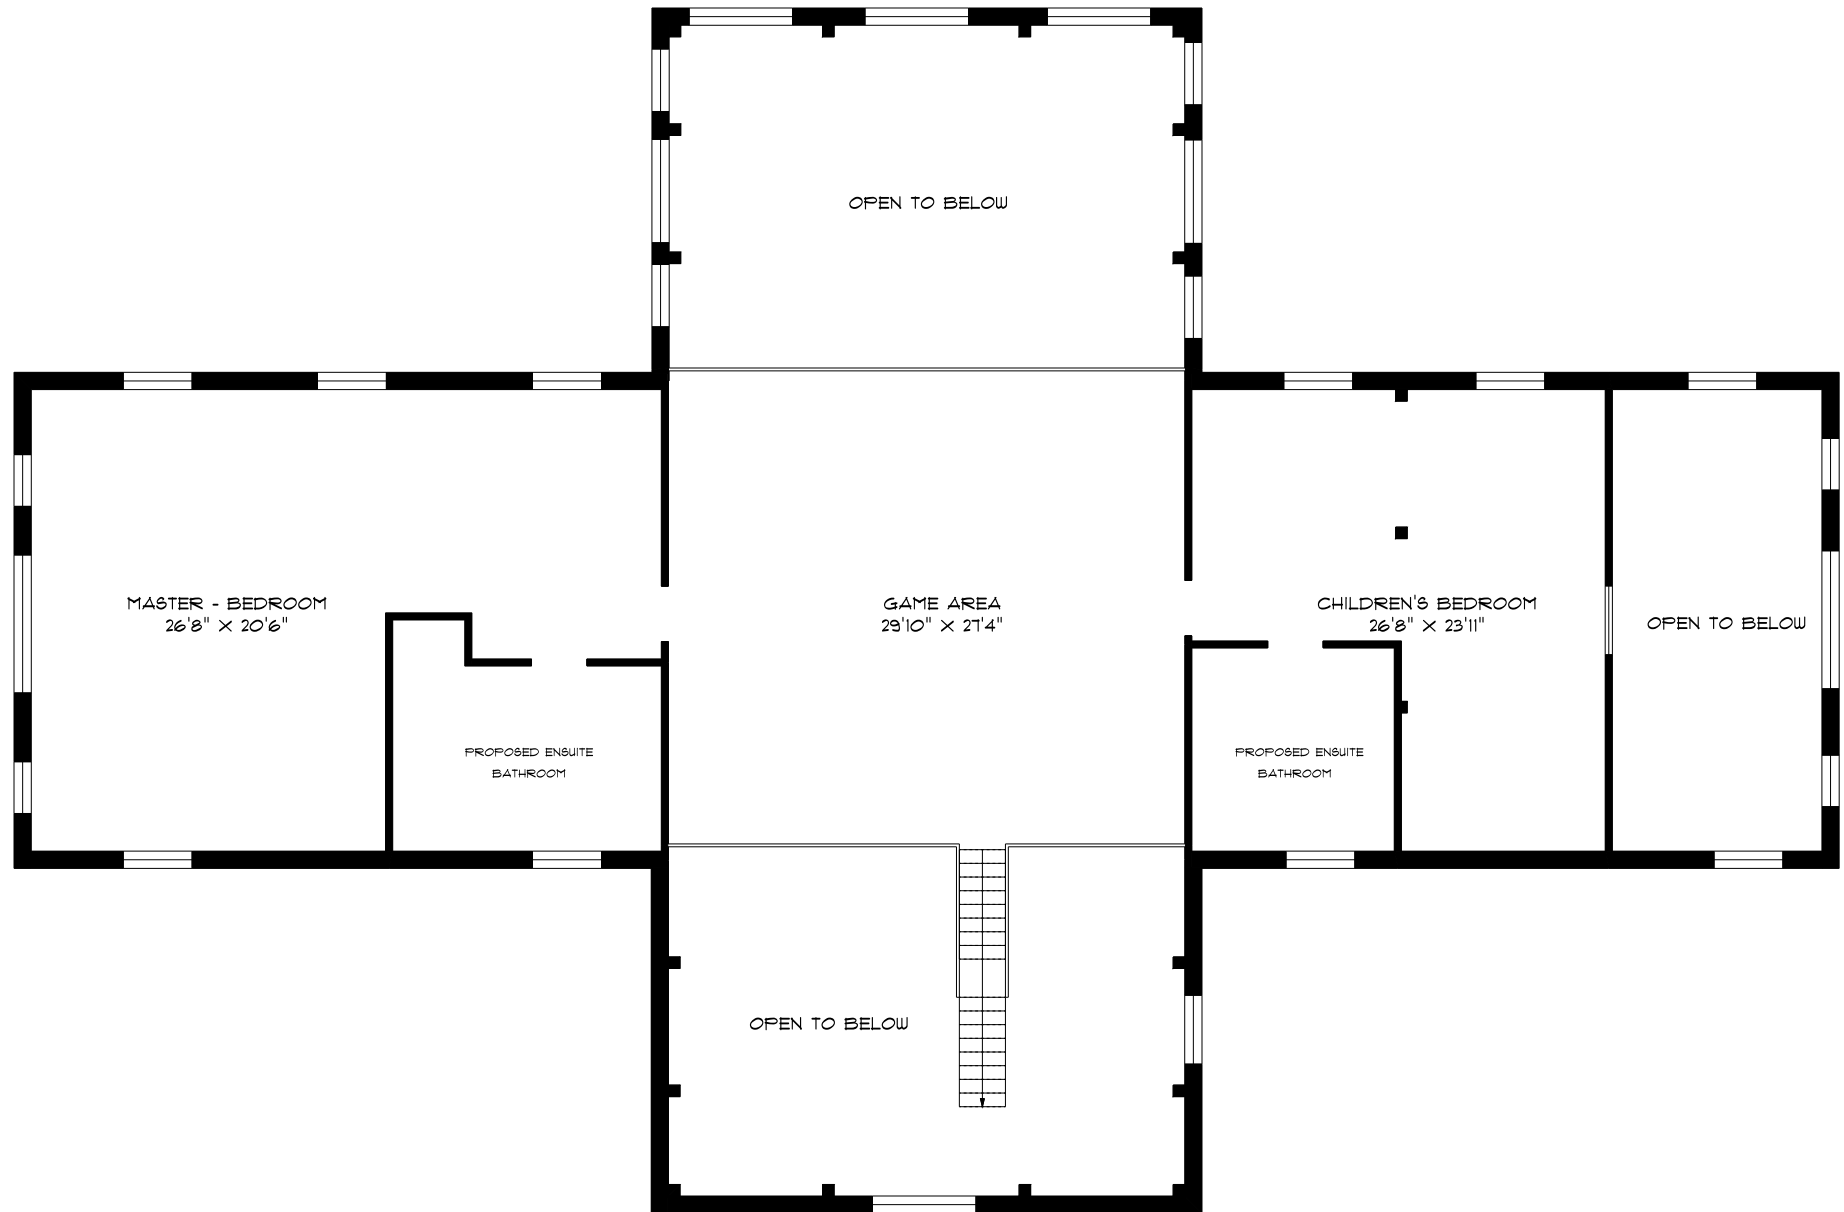 OPEN TO BELOW
MASTER - BEDROOM
26'8" X 20'6"
GAME AREA
29'10" X 27'4"
CHILDREN'S BEDROOM
26'8" X 23'11"
OPEN TO BELOW
PROPOSED ENSUITE
BATHROOM
PROPOSED ENSUITE
BATHROOM
OPEN TO BELOW